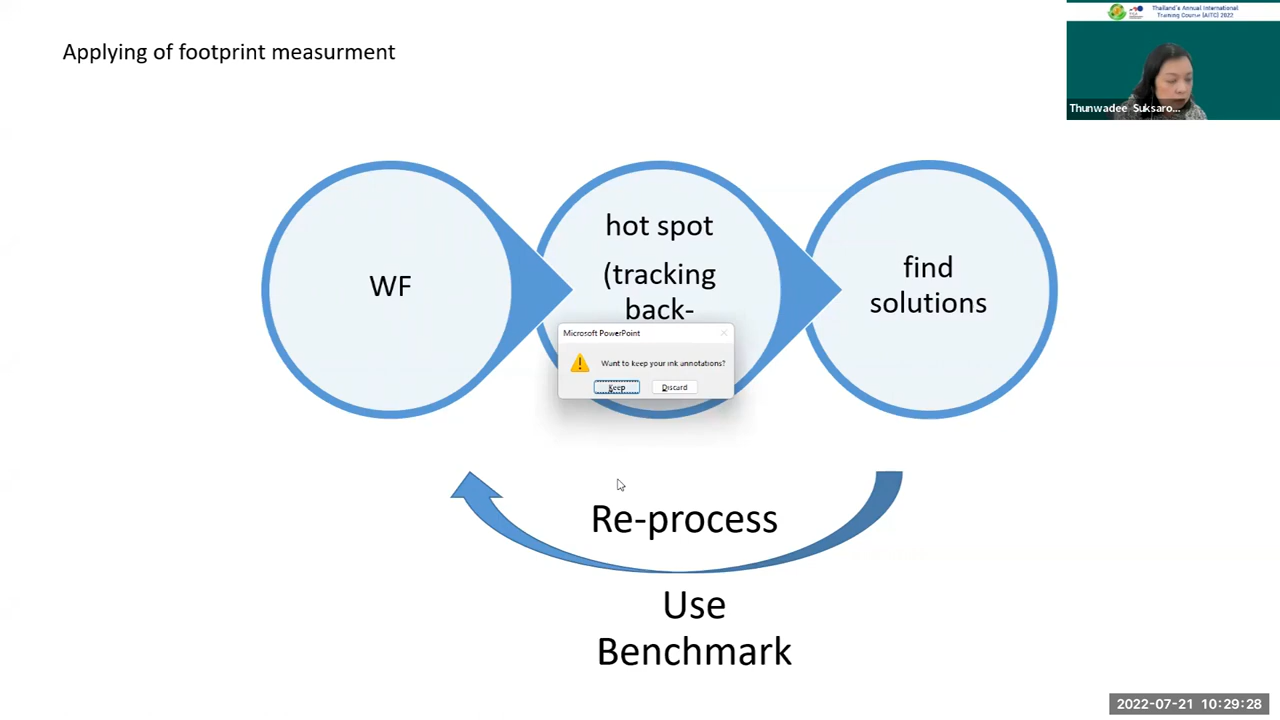 Thailand's Annual International
Training Course (AITC) 2022
Applying of footprint measurment
Thunwadee Suksaro...
WF
hot spot
(tracking
back-
find
solutions
Microsoft PowerPoint
Want to keep your ink annotations?
Keep
Discard
Re-process
Use
Benchmark
2022-07-21 10:29:28